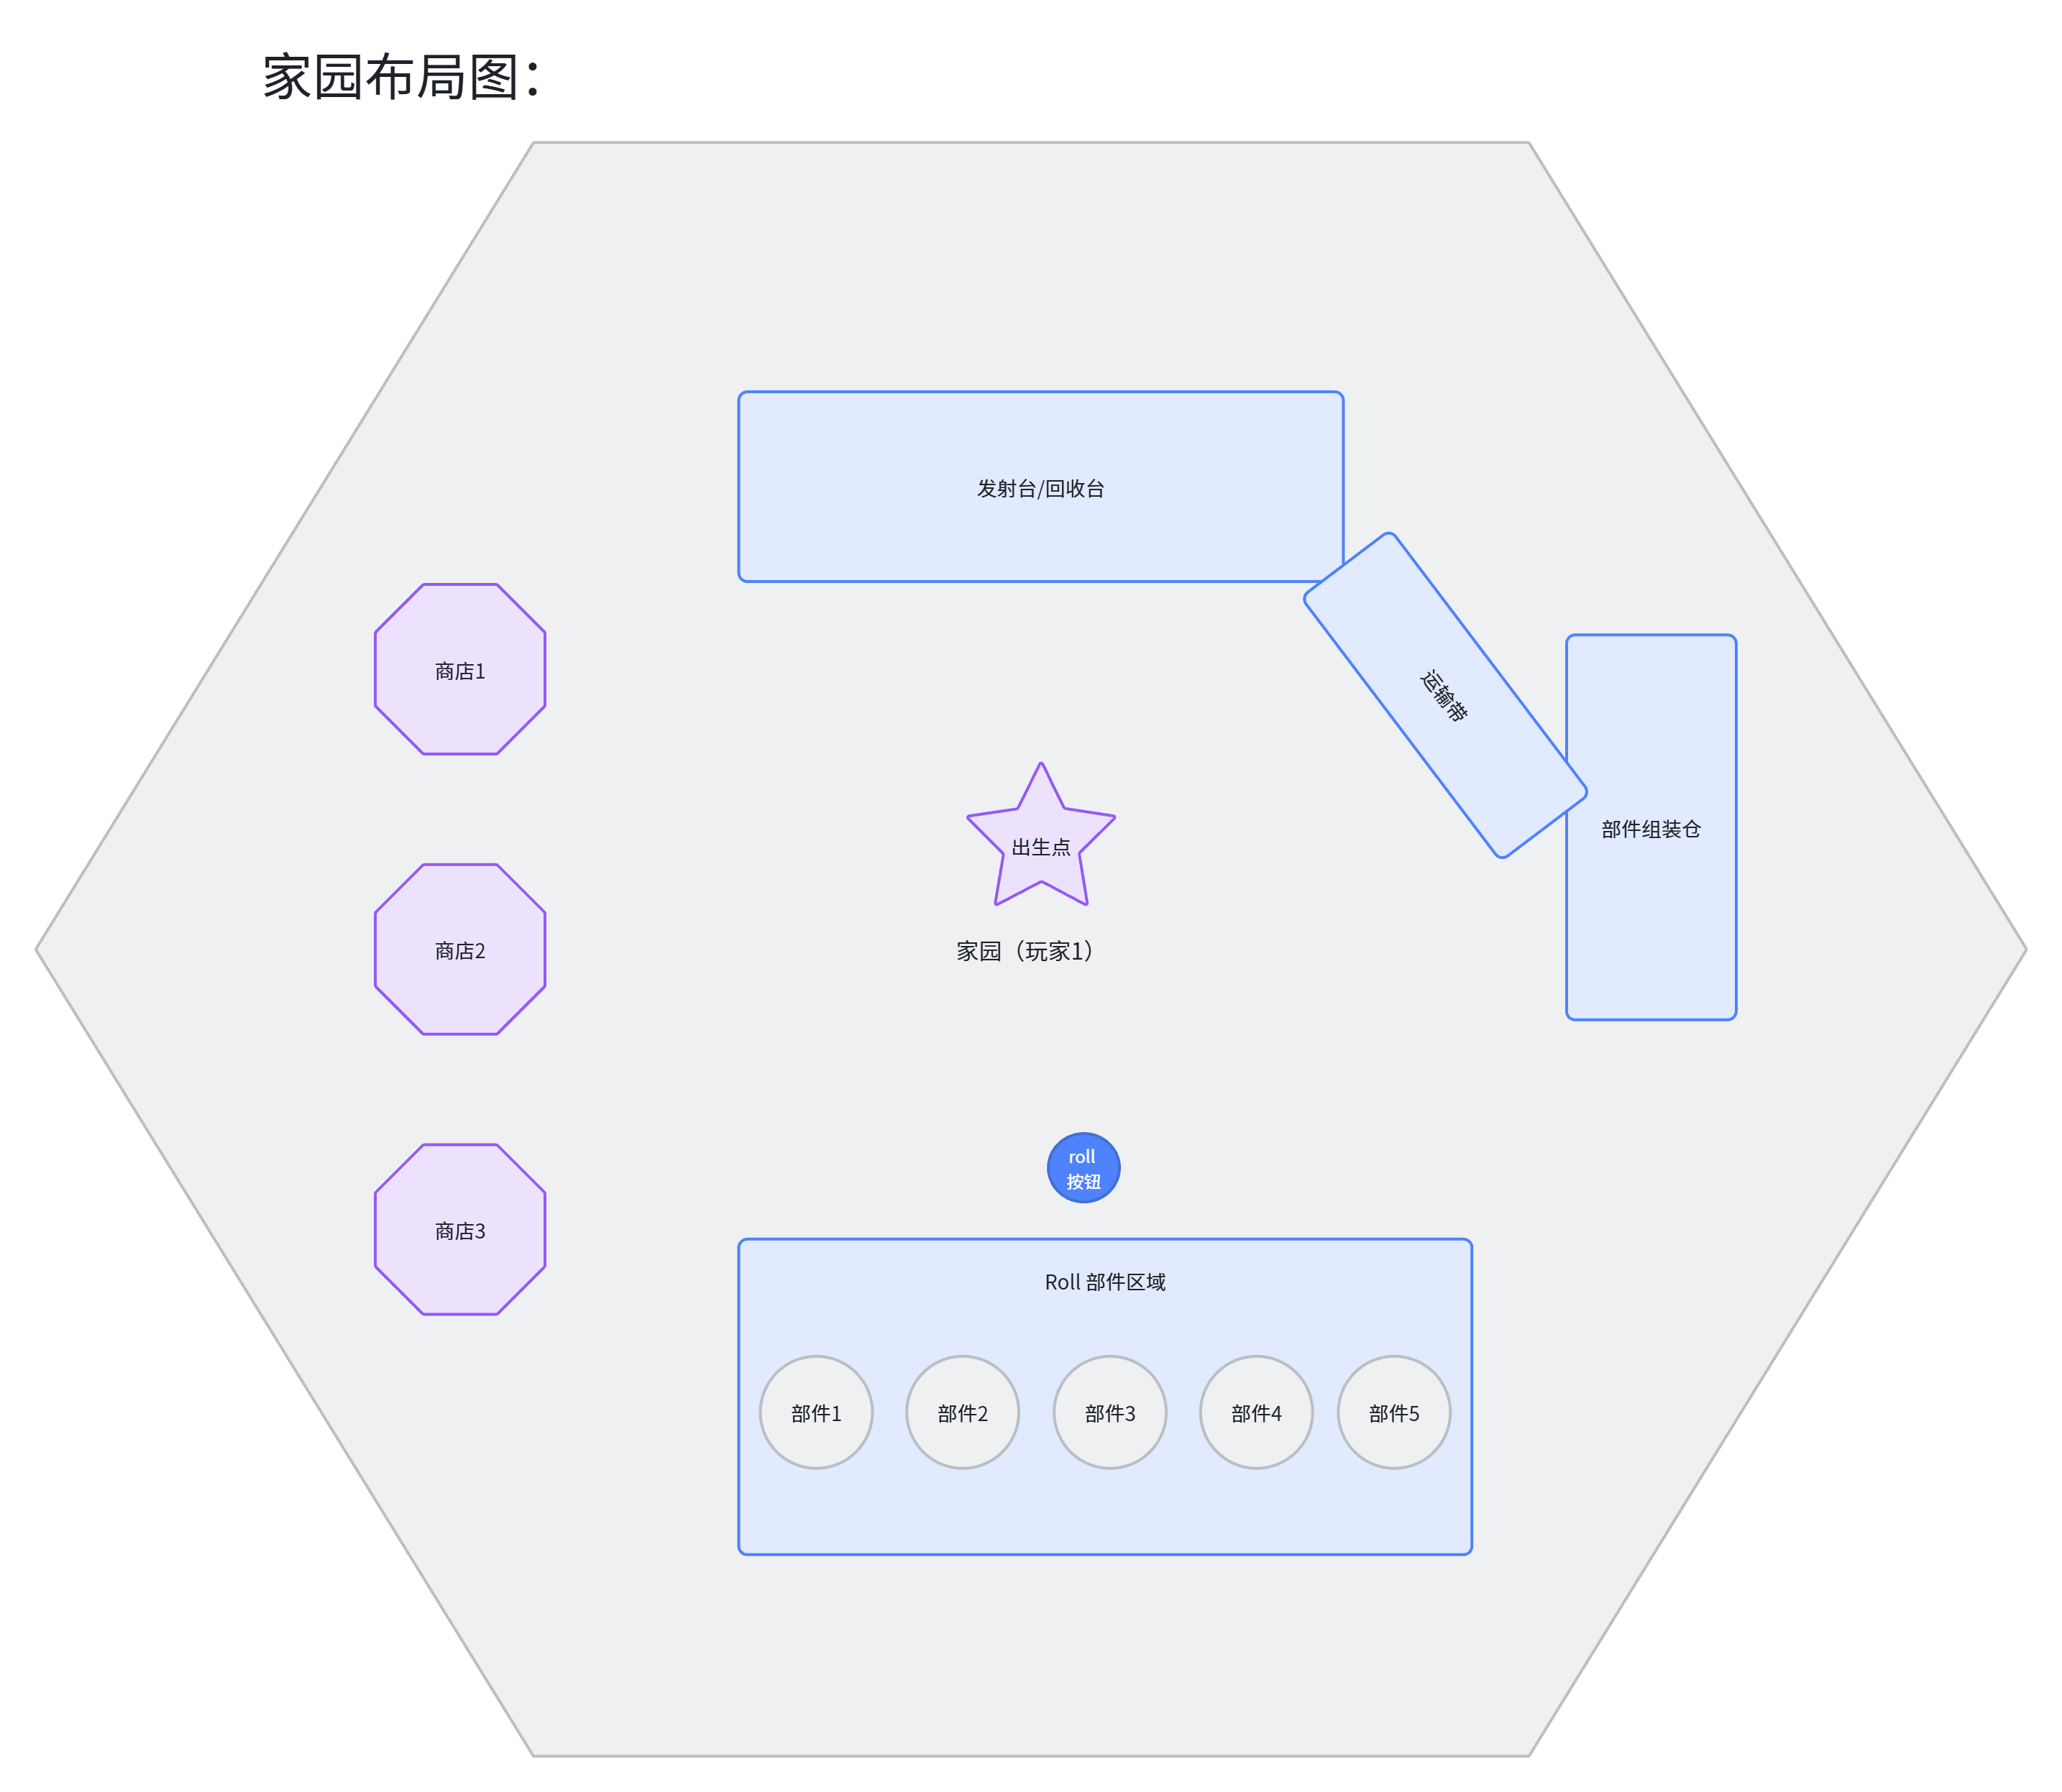 家园布局图：
发射台/回收台
商店1
运输带
部件组装仓
出生点
商店2
家园（玩家1）
roll
按钮
商店3
Roll 部件区域
部件1
部件2
部件3
部件4
部件5